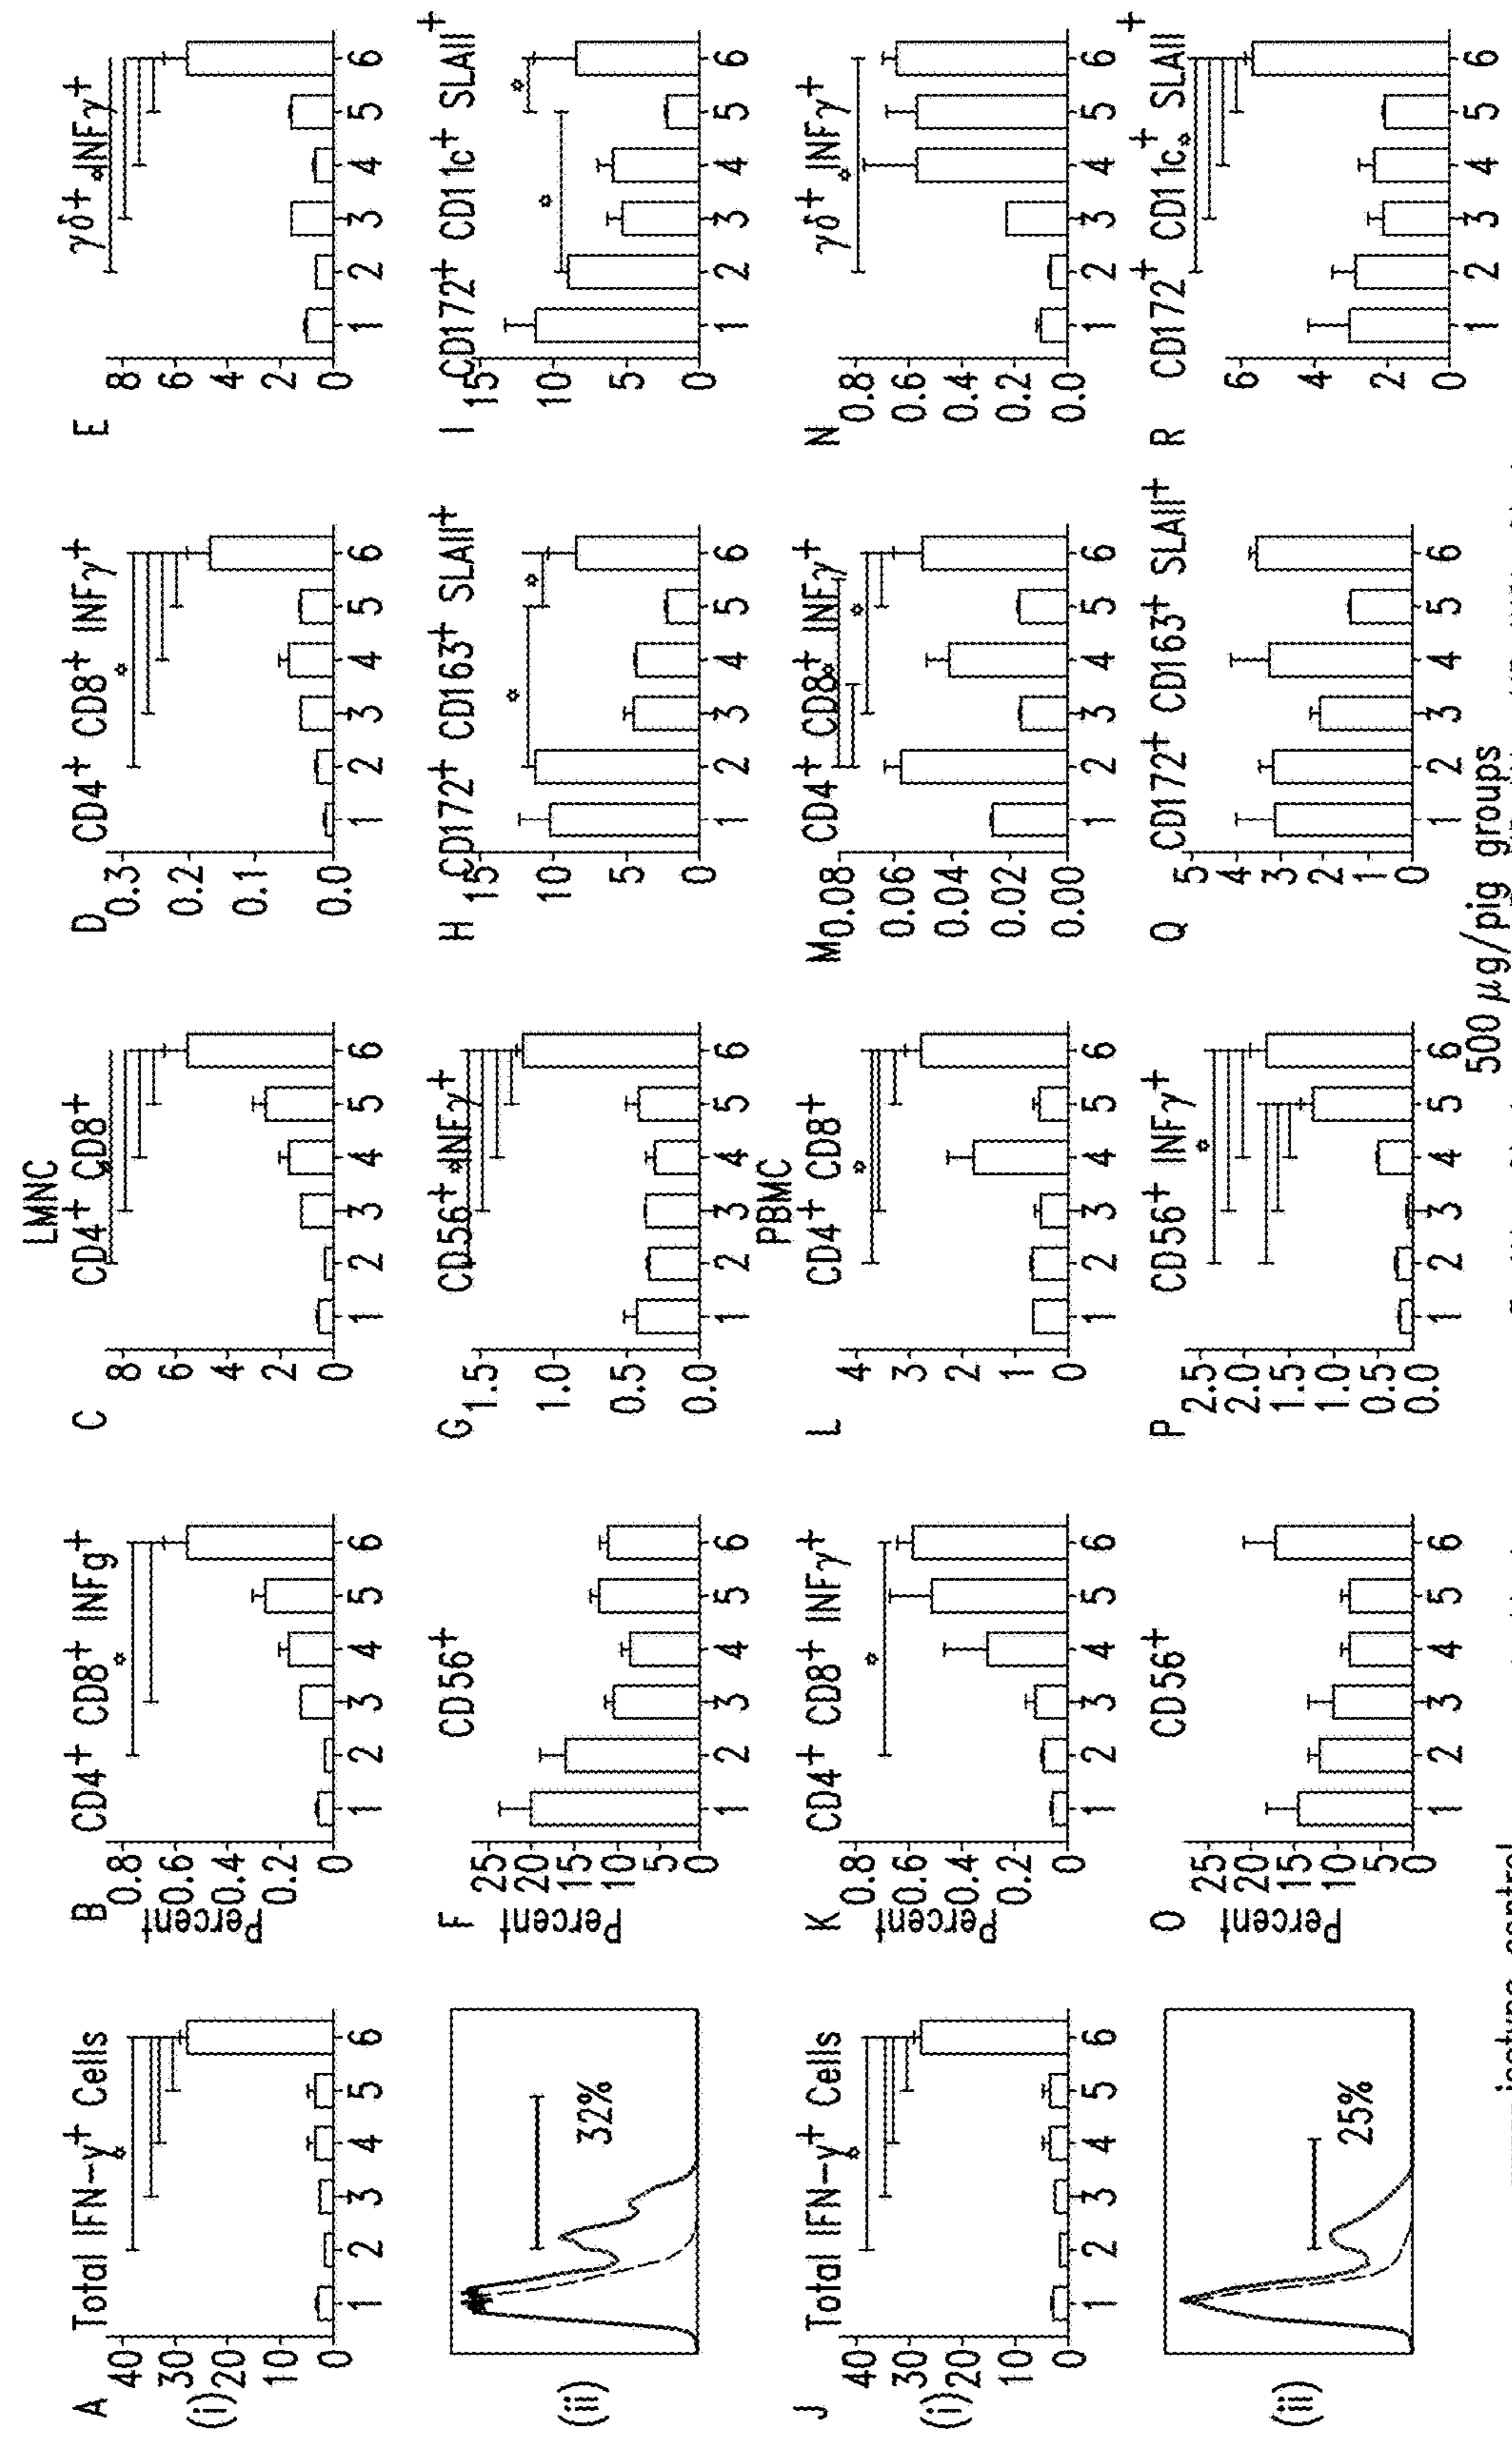 LMNC
A Total IFN-γ+ Cells
(i)
40
30
20
10
0
1 2 3 4 5 6
*
B CD4+ CD8+ INFg+
Percent
0.8
0.6
0.4
0.2
0
1 2 3 4 5 6
*
C CD4+ CD8+
8
6
4
2
0
1 2 3 4 5 6
D CD4+ CD8+ INFγ+
0.3
0.2
0.1
0.0
1 2 3 4 5 6
*
E γδ+ INFγ+
8
6
4
2
0
1 2 3 4 5 6
*
(ii)
32%
F CD56+
Percent
25
20
15
10
5
0
1 2 3 4 5 6
G CD56+ INFγ+
1.5
1.0
0.5
0.0
1 2 3 4 5 6
*
H CD172+ CD163+ SLAII+
15
10
5
0
1 2 3 4 5 6
* *
I CD172+ CD11c+ SLAII+
15
10
5
0
1 2 3 4 5 6
* *
PBMC
J Total IFN-γ+ Cells
(i)
40
30
20
10
0
1 2 3 4 5 6
*
K CD4+ CD8+ INFγ+
Percent
0.8
0.6
0.4
0.2
0
1 2 3 4 5 6
*
L CD4+ CD8+
4
3
2
1
0
1 2 3 4 5 6
*
M CD4+ CD8+ INFγ+
0.08
0.06
0.04
0.02
0.00
1 2 3 4 5 6
* *
N γδ+ INFγ+
0.8
0.6
0.4
0.2
0.0
1 2 3 4 5 6
*
(ii)
25%
O CD56+
Percent
25
20
15
10
5
0
1 2 3 4 5 6
P CD56+ INFγ+
2.5
2.0
1.5
1.0
0.5
0.0
1 2 3 4 5 6
*
Q CD172+ CD163+ SLAII+
5
4
3
2
1
0
1 2 3 4 5 6
R CD172+ CD11c+ SLAII+
6
4
2
0
1 2 3 4 5 6
*
500 μg/pig groups
isotype control